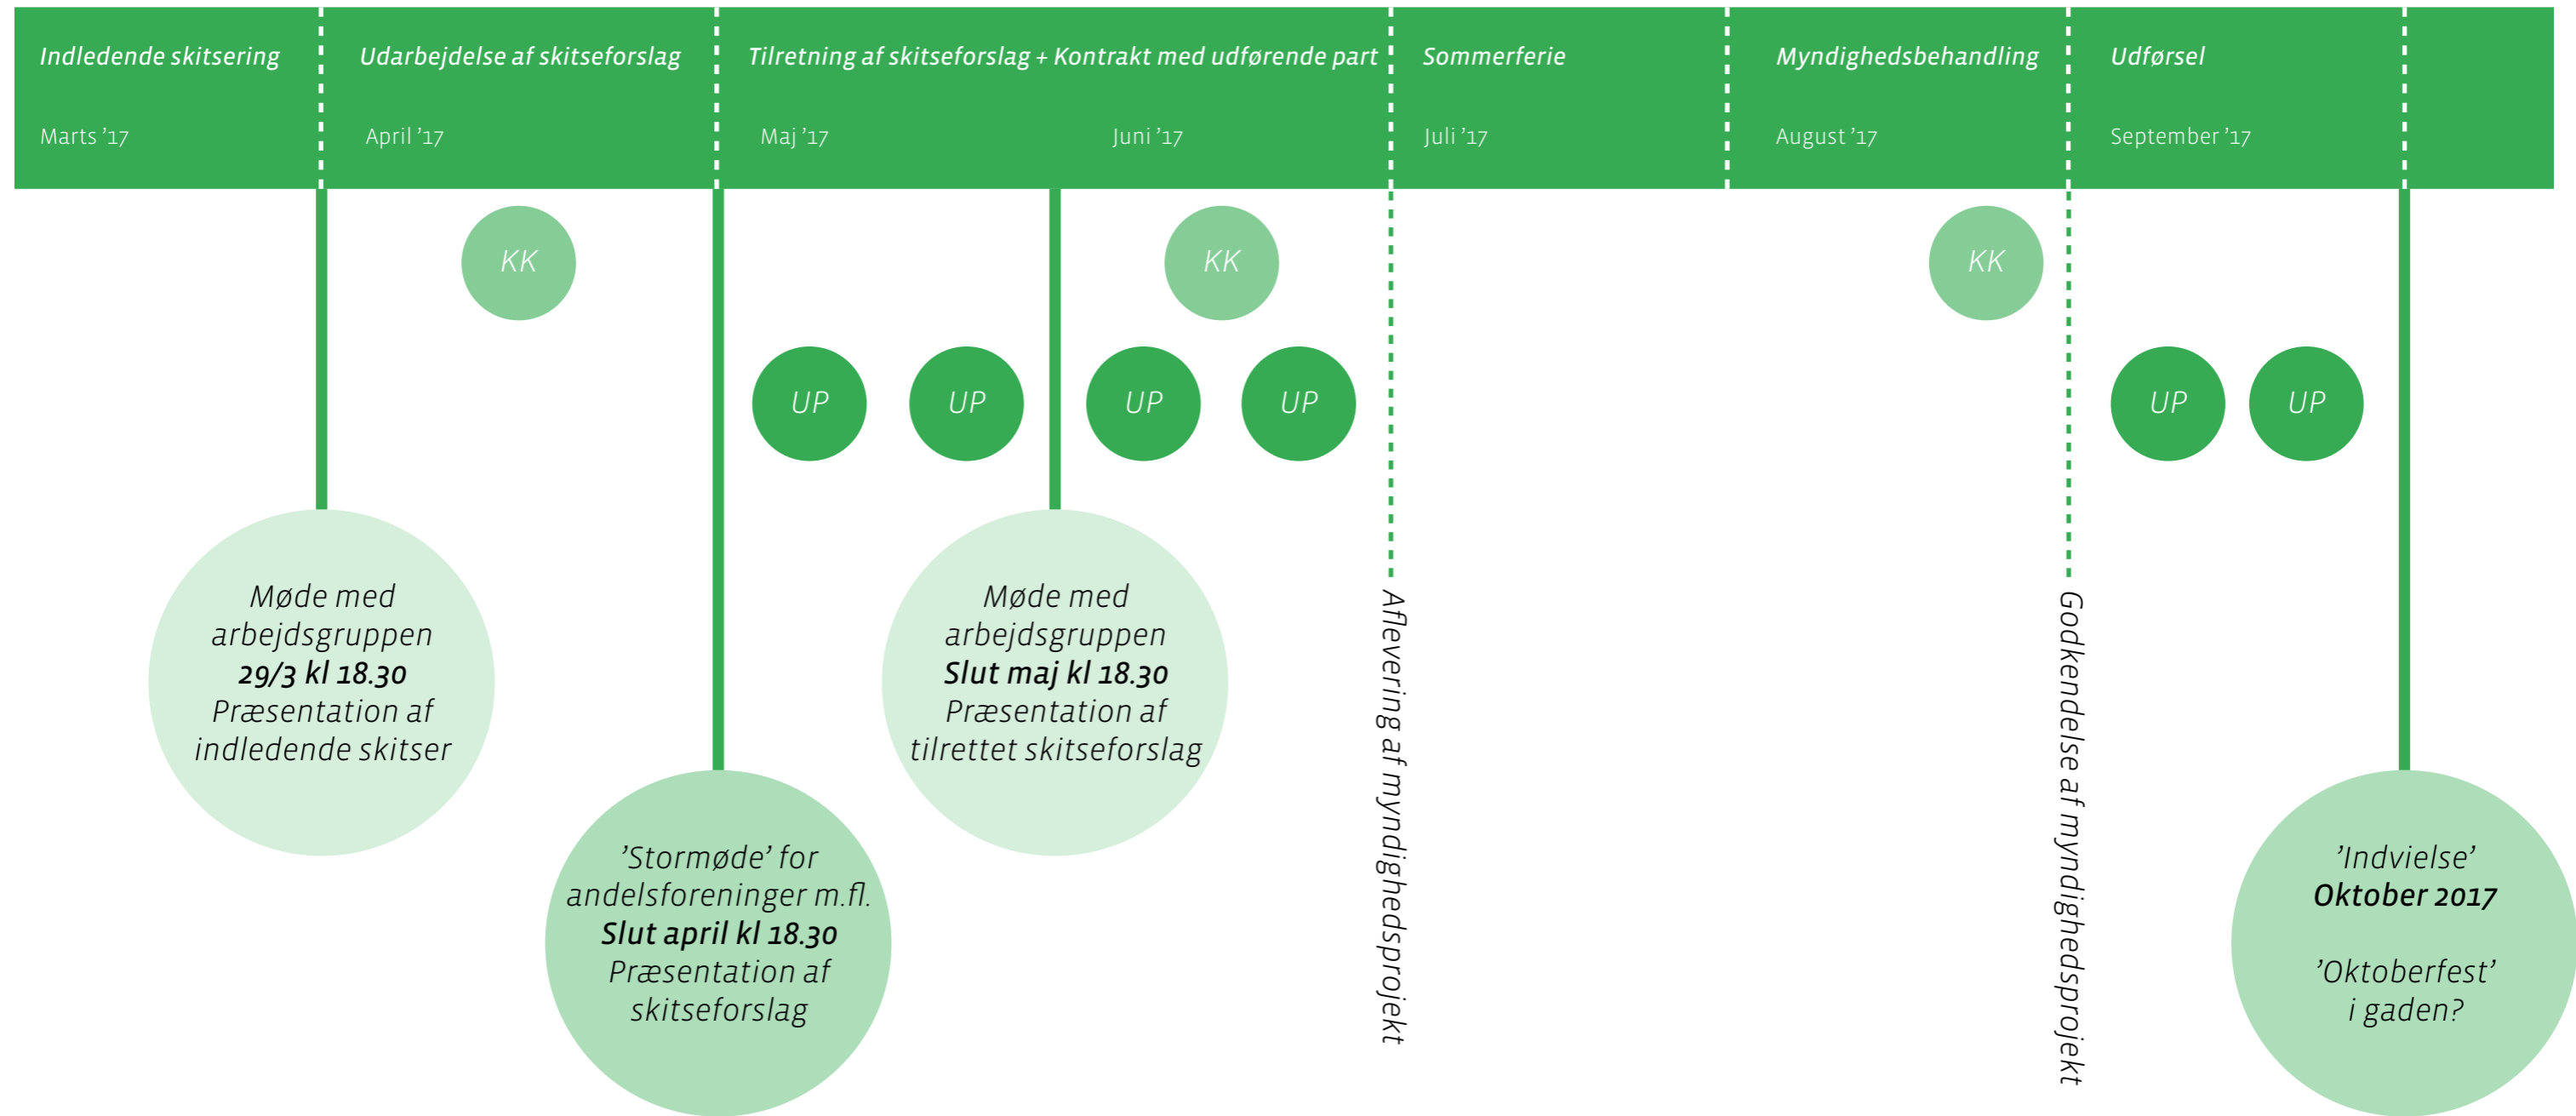 Indledende skitsering
Udarbejdelse af skitseforslag
Tilretning af skitseforslag + Kontrakt med udførende part
Sommerferie
Myndighedsbehandling
Udførsel
Marts ’17
April ’17
Maj ’17
Juni ’17
Juli ’17
August ’17
September ’17
KK
KK
KK
UP
UP
UP
UP
UP
UP
Møde med
arbejdsgruppen
29/3 kl 18.30
Præsentation af
indledende skitser
’Stormøde’ for
andelsforeninger m.fl.
Slut april kl 18.30
Præsentation af
skitseforslag
Møde med
arbejdsgruppen
Slut maj kl 18.30
Præsentation af
tilrettet skitseforslag
Aflevering af myndighedsprojekt
Godkendelse af myndighedsprojekt
’Indvielse’
Oktober 2017
’Oktoberfest’
i gaden?